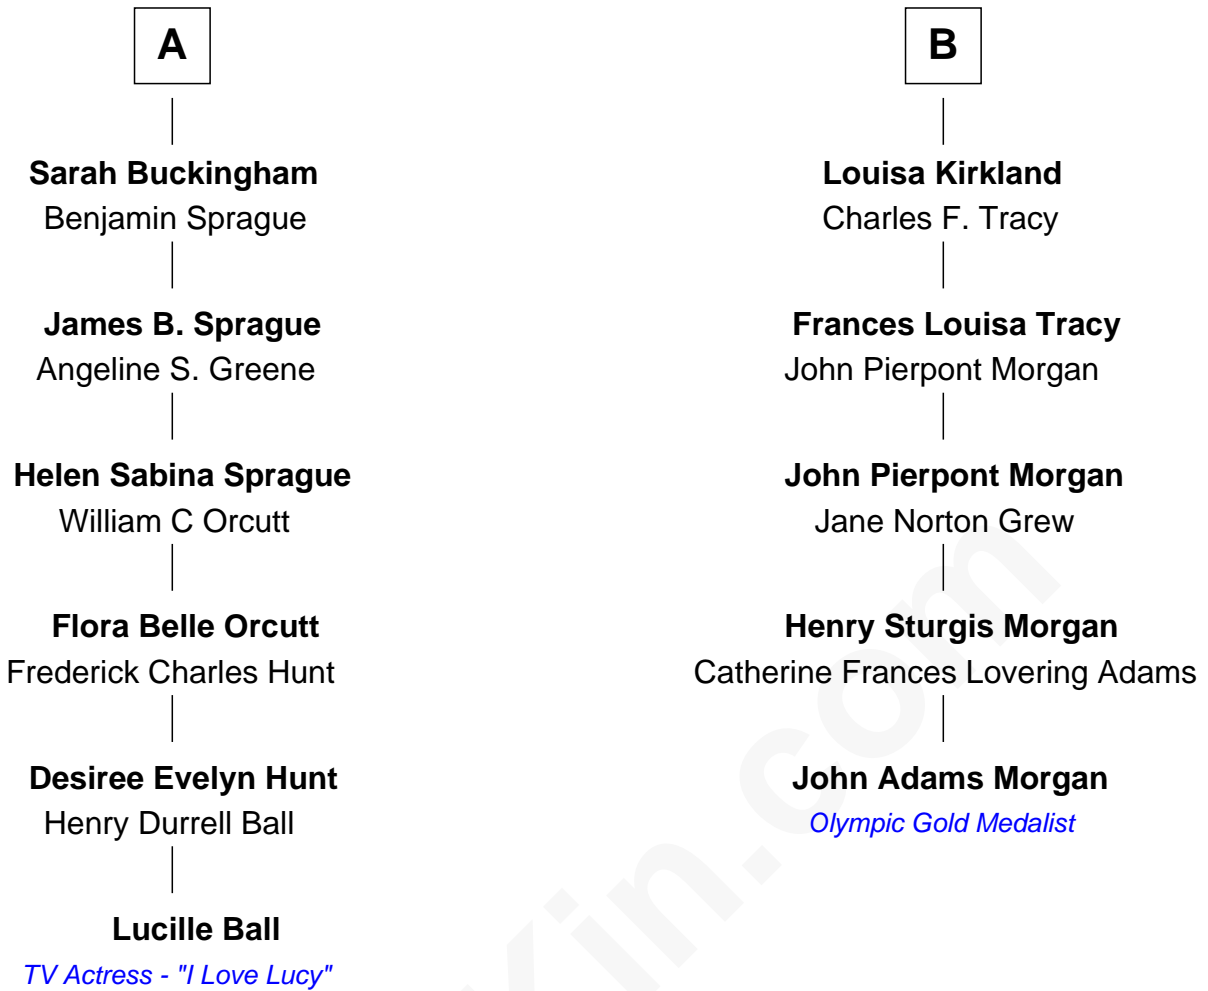 A
Sarah Buckingham
Benjamin Sprague
James B. Sprague
Angeline S. Greene
Helen Sabina Sprague
William C Orcutt
Flora Belle Orcutt
Frederick Charles Hunt
Desiree Evelyn Hunt
Henry Durrell Ball
Lucille Ball
TV Actress - "I Love Lucy"
B
Louisa Kirkland
Charles F. Tracy
Frances Louisa Tracy
John Pierpont Morgan
John Pierpont Morgan
Jane Norton Grew
Henry Sturgis Morgan
Catherine Frances Lovering Adams
John Adams Morgan
Olympic Gold Medalist
Kin.com